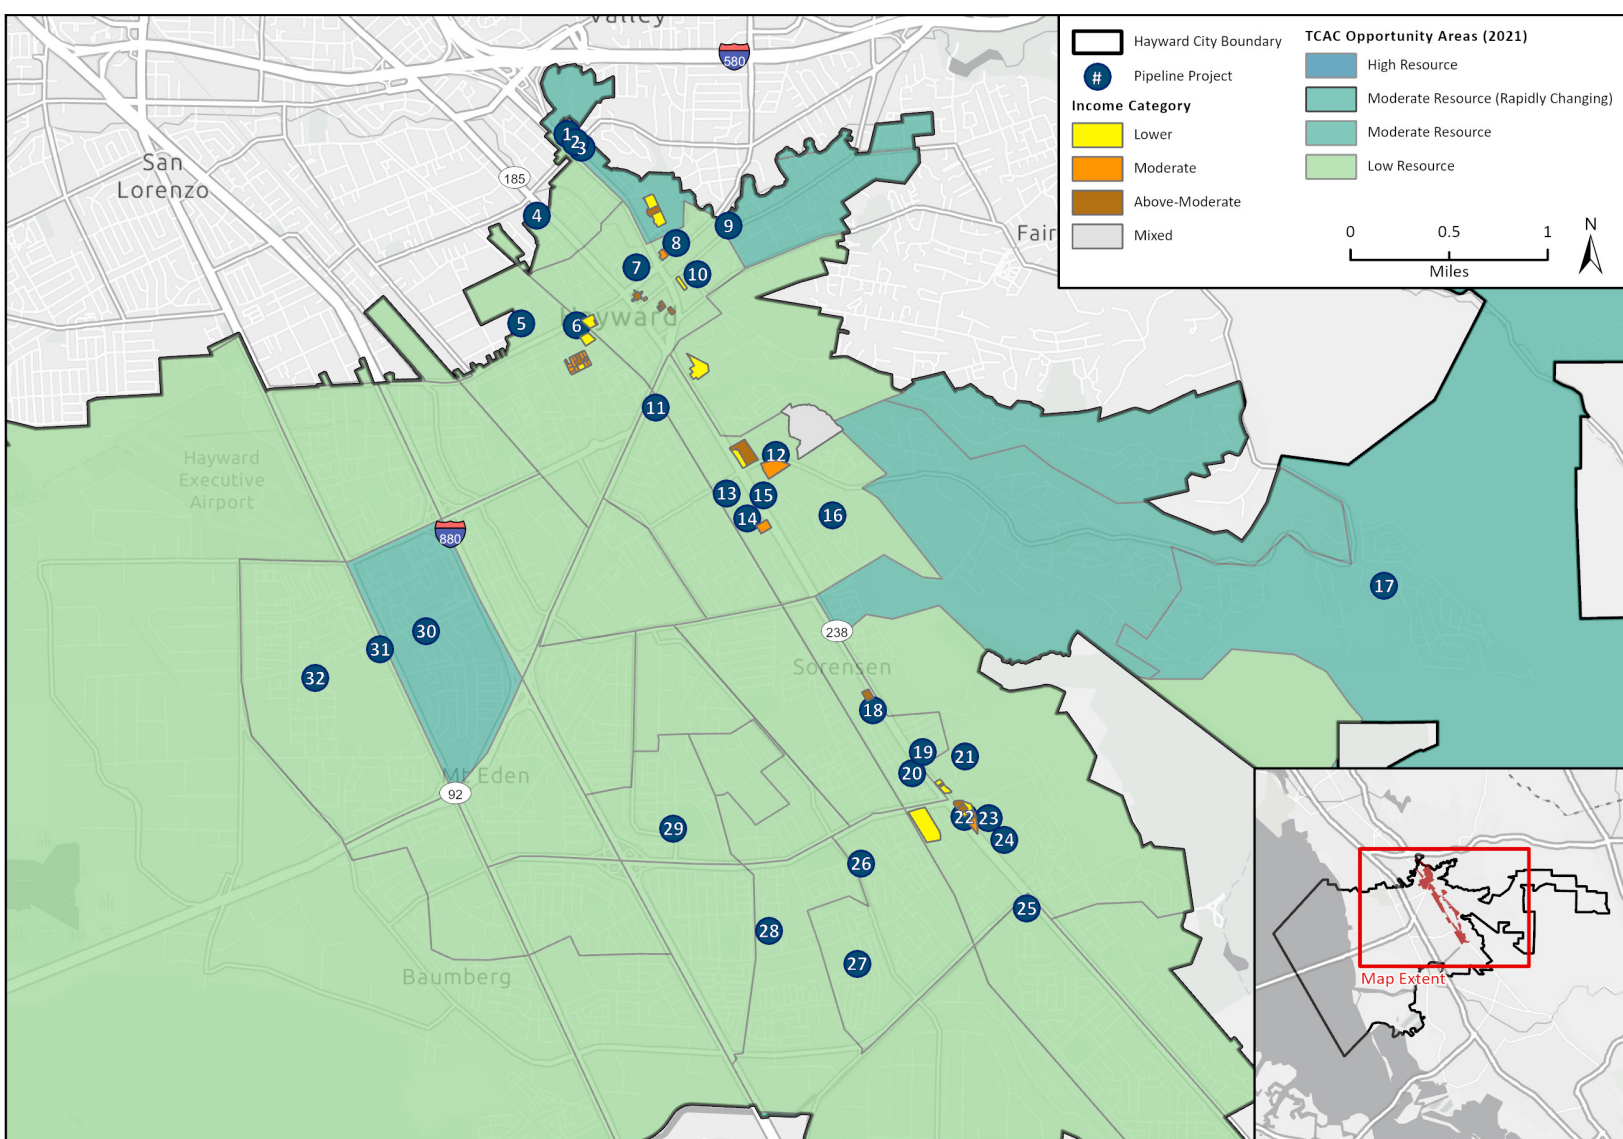 Valley
580
San
Lorenzo
185
1
2
3
4
5
6
7
8
9
10
Fair
Hayward
11
12
13
14
15
16
17
Hayward
Executive
Airport
880
30
31
32
238
Sorensen
18
19
20
21
22
23
24
25
26
27
28
29
Mt Eden
92
Baumberg
Hayward City Boundary
#
Pipeline Project
Income Category
Lower
Moderate
Above-Moderate
Mixed
TCAC Opportunity Areas (2021)
High Resource
Moderate Resource (Rapidly Changing)
Moderate Resource
Low Resource
0 0.5 1
Miles
N
Map Extent